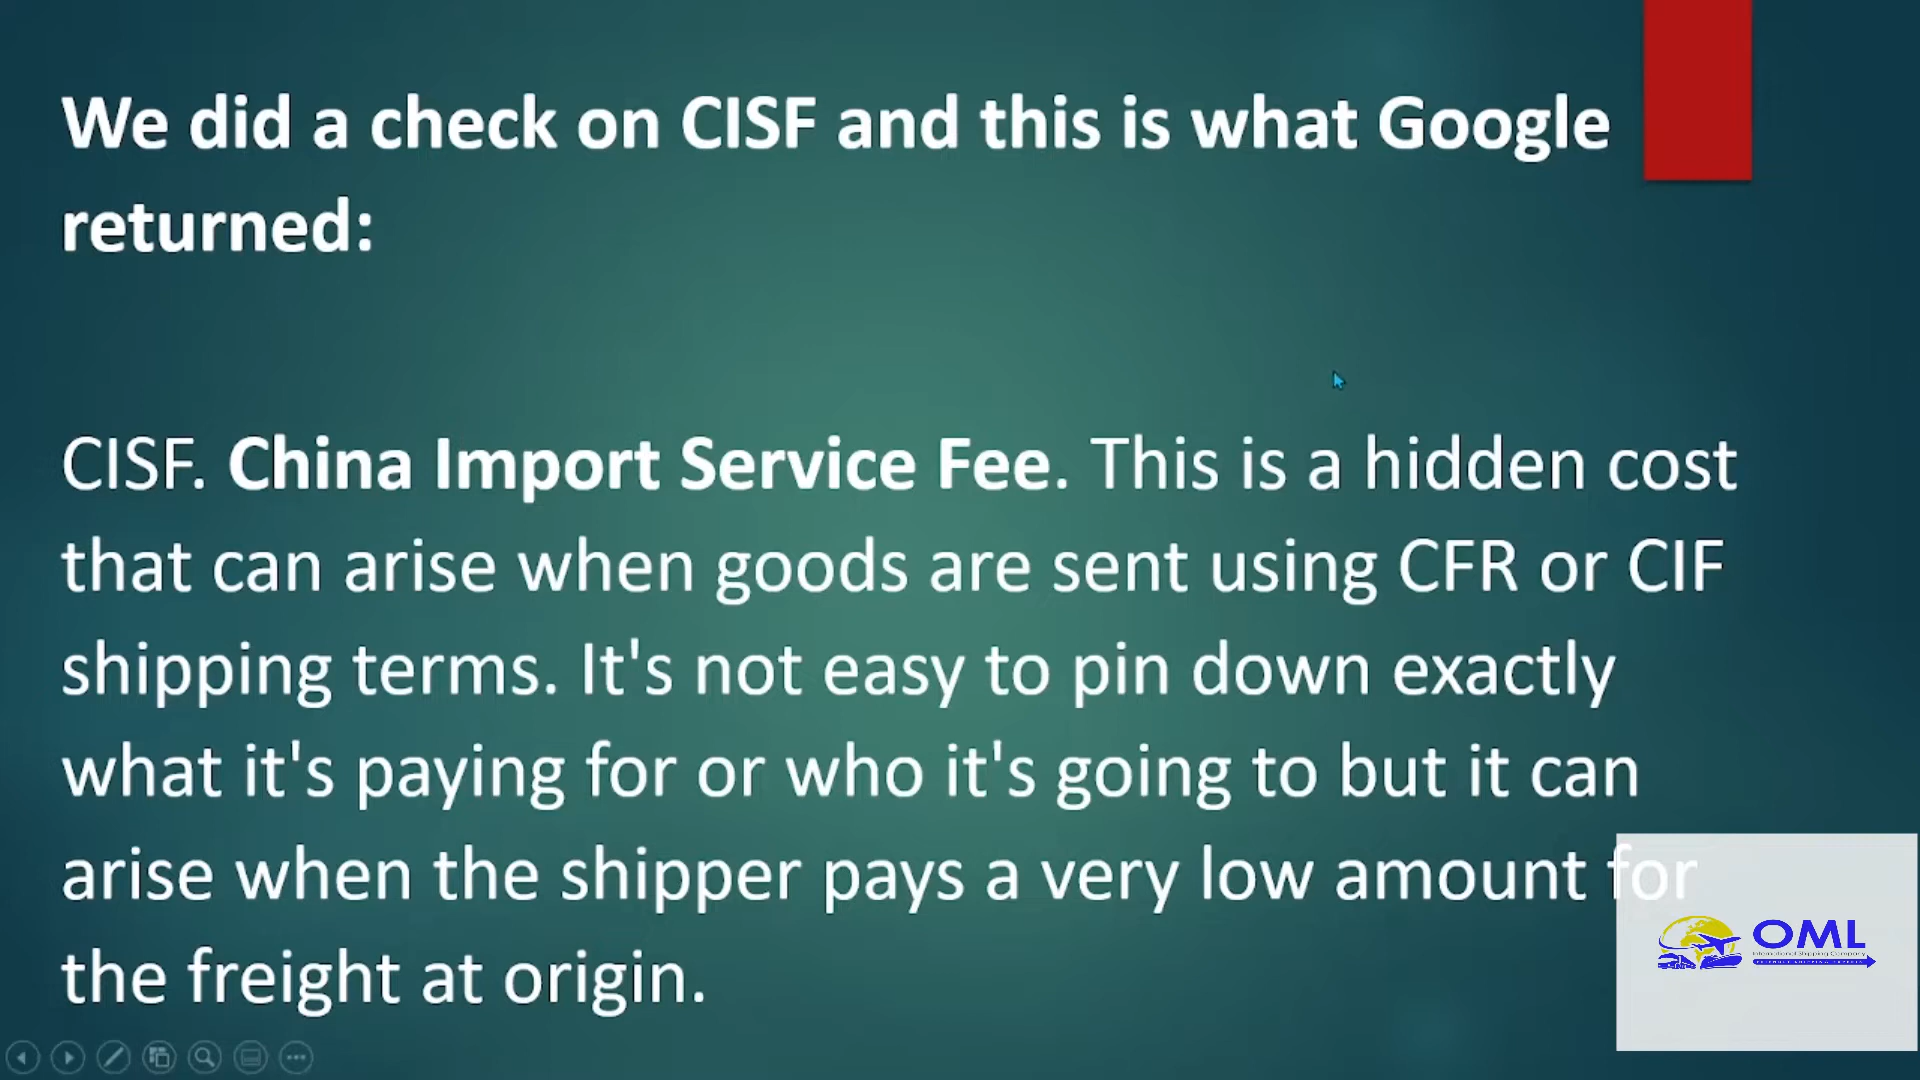 We did a check on CISF and this is what Google
returned:
CISF. China Import Service Fee. This is a hidden cost
that can arise when goods are sent using CFR or CIF
shipping terms. It's not easy to pin down exactly
what it's paying for or who it's going to but it can
arise when the shipper pays a very low amount for
the freight at origin.
OML
International Shipping Company